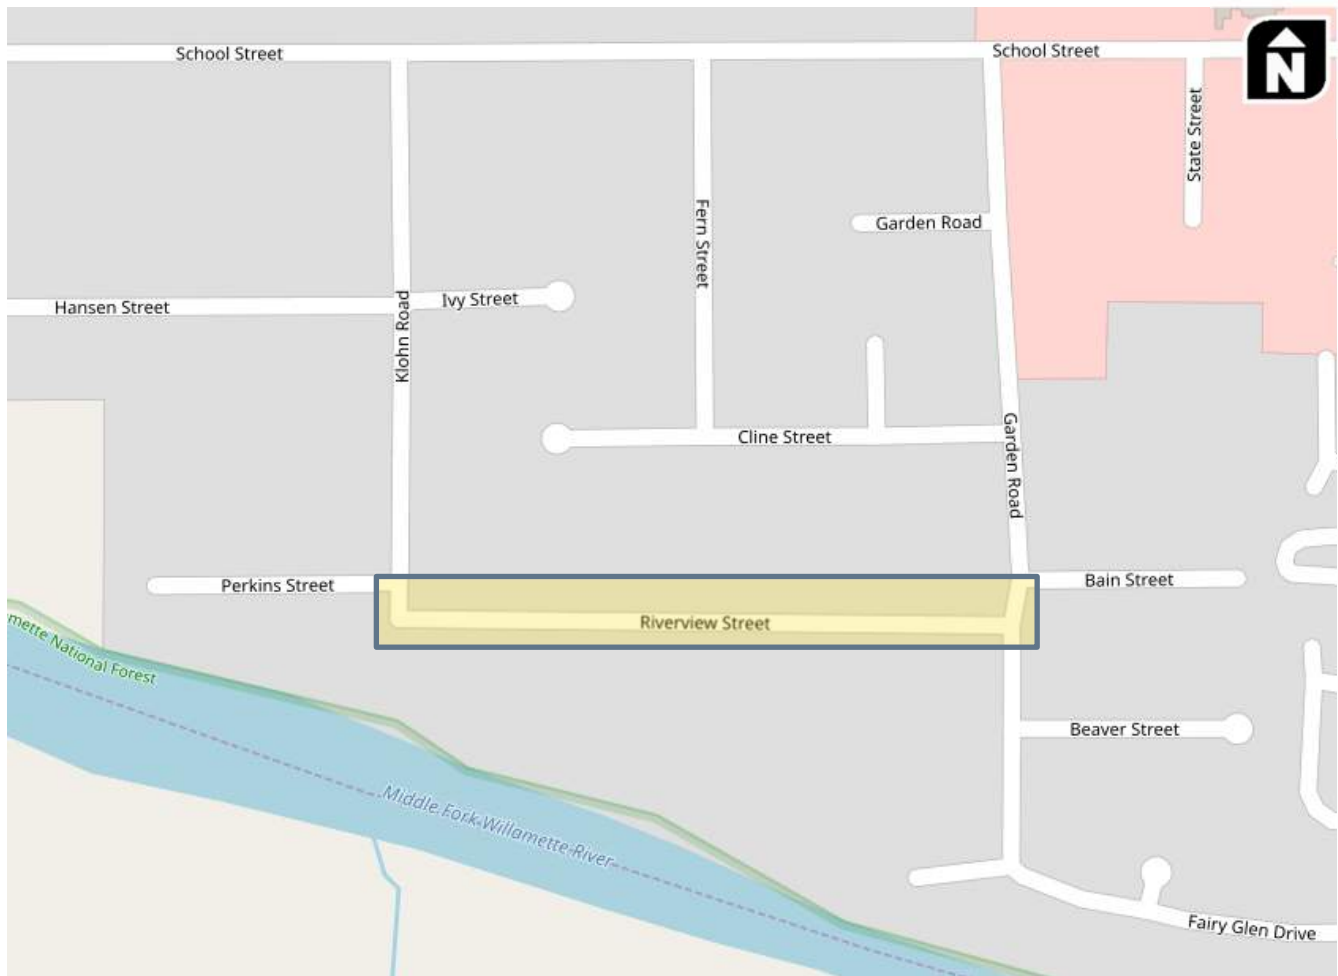 School Street
School Street
N
State Street
Fern Street
Garden Road
Hansen Street
Ivy Street
Klohn Road
Cline Street
Garden Road
Perkins Street
Bain Street
Riverview Street
mette National Forest
Beaver Street
Middle Fork Willamette River
Fairy Glen Drive